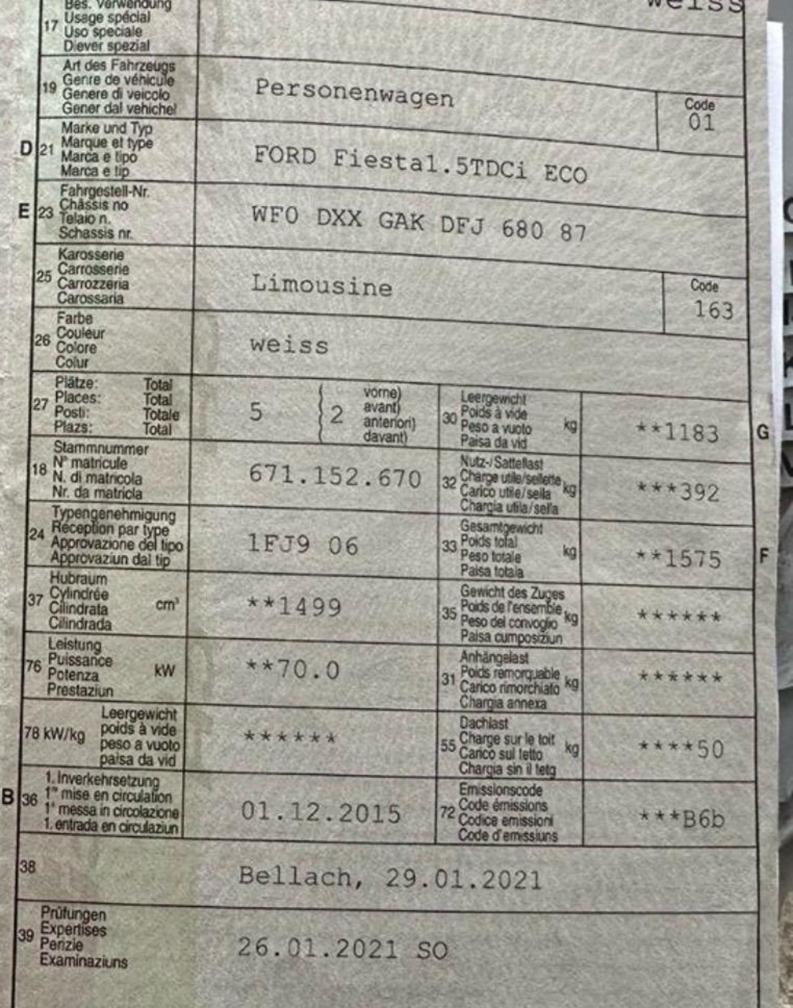 weiss
Bes. Verwendung
17 Usage spécial
Uso speciale
Diever spezial
Art des Fahrzeugs
19 Genre de véhicule
Genere di veicolo
Gener dal vehichel
Personenwagen
Code
01
Marke und Typ
D 21 Marque et type
Marca e tipo
Marca e tip
FORD Fiesta1.5TDCi ECO
Fahrgestell-Nr.
E 23 Châssis no
Telaio n.
Schassis nr.
WF0 DXX GAK DFJ 680 87
Karosserie
25 Carrosserie
Carrozzeria
Carossaria
Limousine
Code
163
Farbe
26 Couleur
Colore
Colur
weiss
Plätze: Total
27 Places: Total
Posti: Totale
Plazs: Total
5
2
vorne)
avant)
anteriori)
davant)
Leergewicht
30 Poids à vide kg
Peso a vuoto
Paisa da vid
**1183 G
Stammnummer
18 N° matricule
N. di matricola
Nr. da matricla
671.152.670
Nutz-/Sattellast
32 Charge utile/sellette kg
Carico utile/sella
Chargia utila/sella
***392
Typengenehmigung
24 Réception par type
Approvazione del tipo
Approvaziun dal tip
1FJ9 06
Gesamtgewicht
33 Poids total kg
Peso totale
Paisa totala
**1575 F
Hubraum
37 Cylindrée cm³
Cilindrata
Cilindrada
**1499
Gewicht des Zuges
35 Poids de l'ensemble kg
Peso del convoglio
Paisa cumposiziun
******
Leistung
76 Puissance kW
Potenza
Prestaziun
**70.0
Anhängelast
31 Poids remorquable kg
Carico rimorchiato
Chargia annexa
******
Leergewicht
78 kW/kg poids à vide
peso a vuoto
paisa da vid
******
Dachlast
55 Charge sur le toit kg
Carico sul tetto
Chargia sin il tetg
****50
1. Inverkehrsetzung
B 36 1re mise en circulation
1a messa in circolazione
1. entrada en circulaziun
01.12.2015
Emissionscode
72 Code émissions
Codice emissioni
Code d'emissiuns
***B6b
38
Bellach, 29.01.2021
Prüfungen
39 Expertises
Perizie
Examinaziuns
26.01.2021 SO